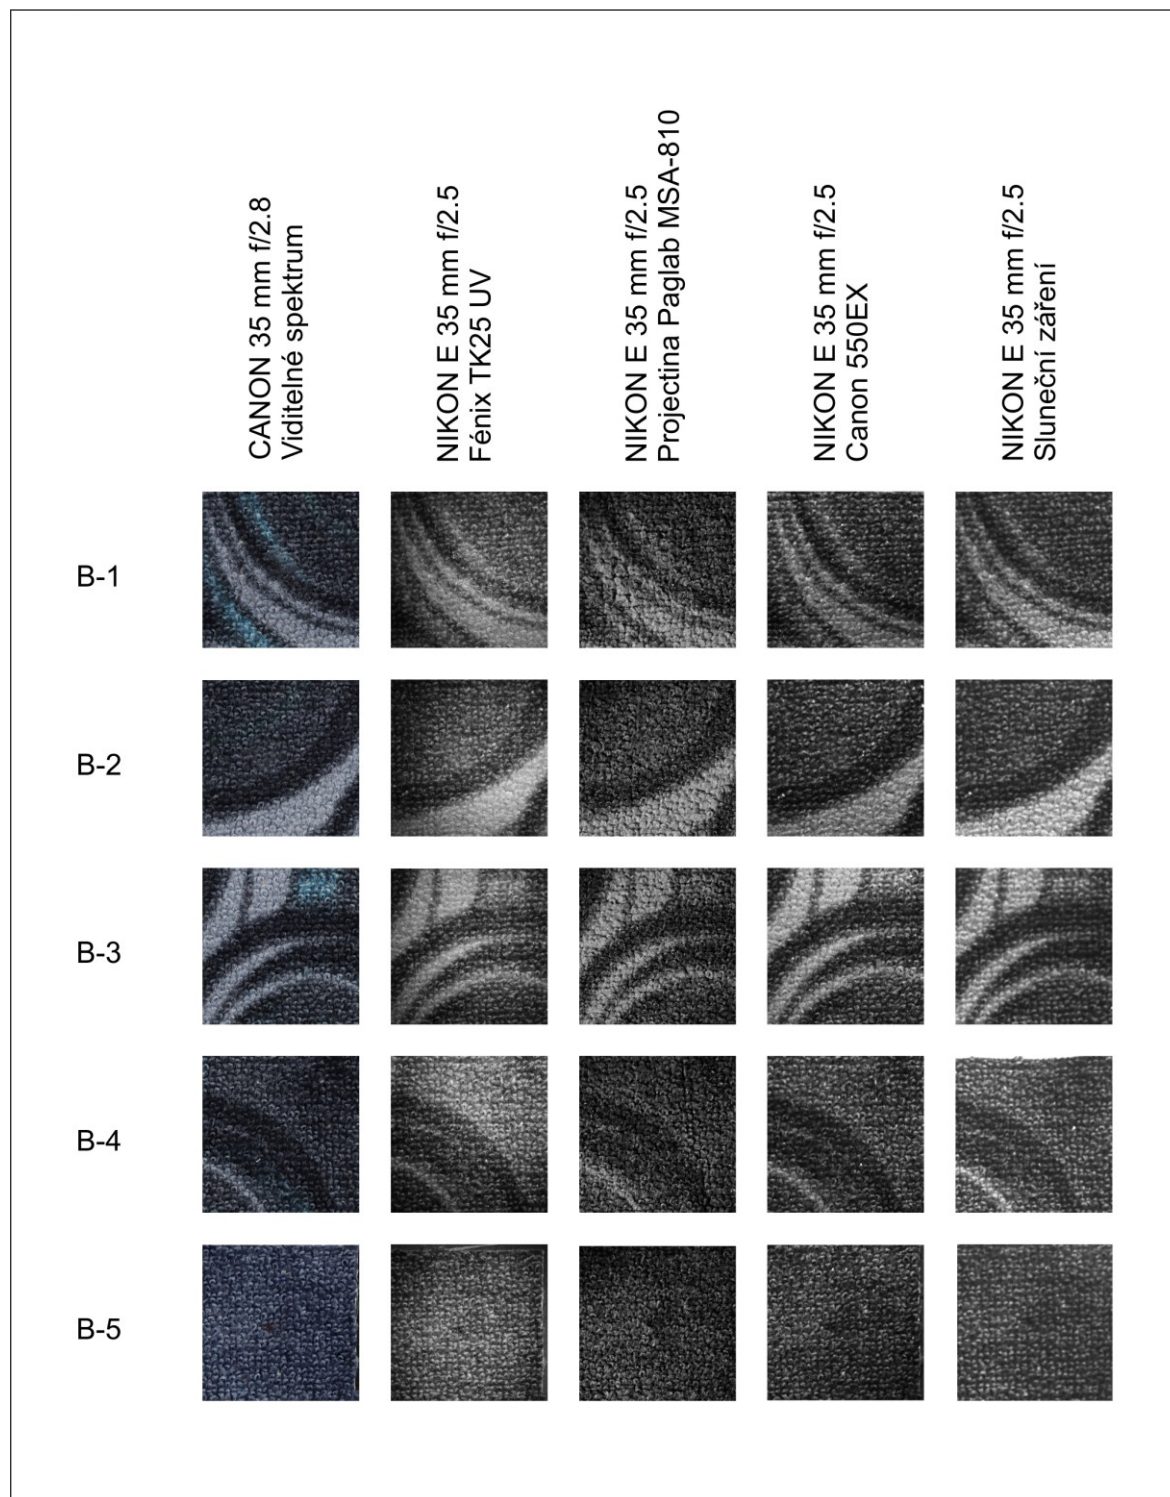 CANON 35 mm f/2.8
Viditelné spektrum
NIKON E 35 mm f/2.5
Fénix TK25 UV
NIKON E 35 mm f/2.5
Projectina Paglab MSA-810
NIKON E 35 mm f/2.5
Canon 550EX
NIKON E 35 mm f/2.5
Sluneční záření
B-1
B-2
B-3
B-4
B-5